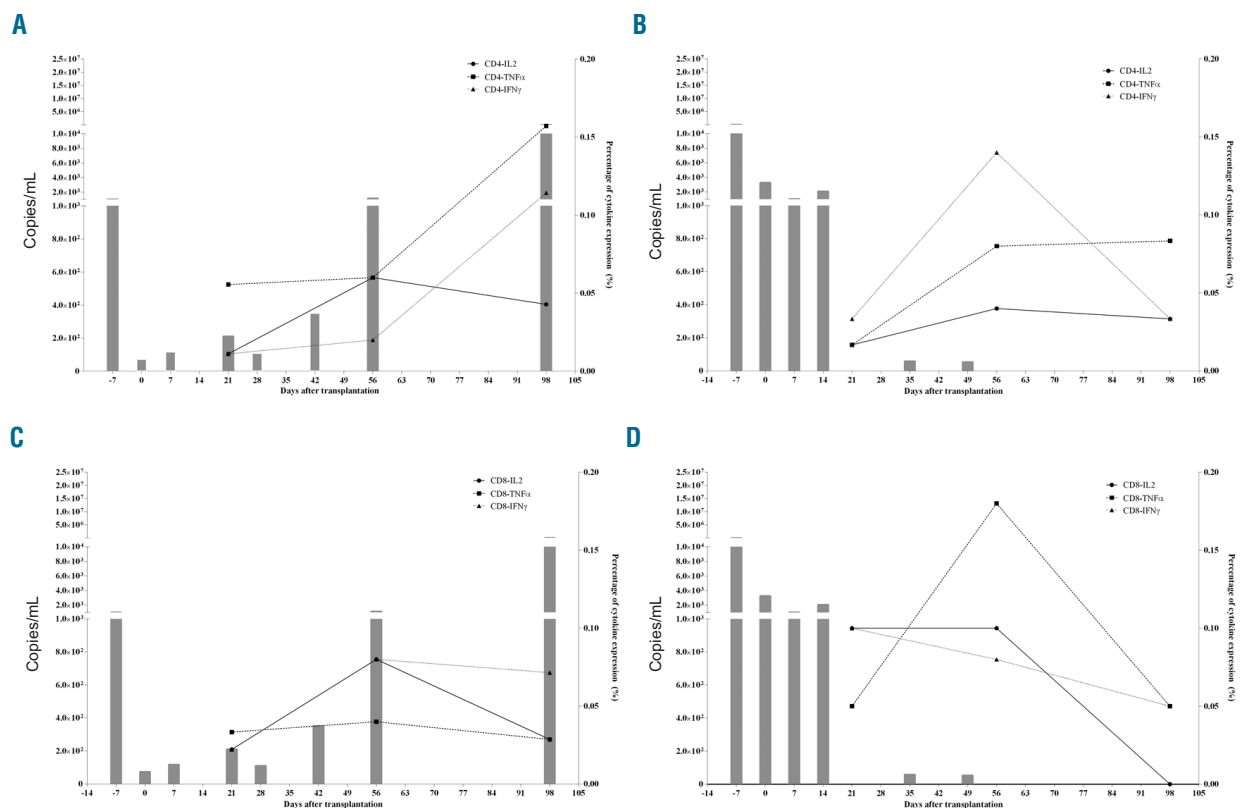 A
2.5×10⁷
2.0×10⁷
1.5×10⁷
1.0×10⁷
5.0×10⁶
1.0×10⁴
8.0×10³
6.0×10³
4.0×10³
2.0×10³
1.0×10³
8.0×10²
6.0×10²
4.0×10²
2.0×10²
0
Copies/mL
CD4-IL2
CD4-TNFα
CD4-IFNγ
0.20
0.15
0.10
0.05
0.00
Percentage of cytokine expression (%)
-7 0 7 14 21 28 35 42 49 56 63 70 77 84 91 98 105
Days after transplantation
B
2.5×10⁷
2.0×10⁷
1.5×10⁷
1.0×10⁷
5.0×10⁶
1.0×10⁴
8.0×10³
6.0×10³
4.0×10³
2.0×10³
1.0×10³
8.0×10²
6.0×10²
4.0×10²
2.0×10²
0
Copies/mL
CD4-IL2
CD4-TNFα
CD4-IFNγ
0.20
0.15
0.10
0.05
0.00
Percentage of cytokine expression (%)
-14 -7 0 7 14 21 28 35 42 49 56 63 70 77 84 91 98 105
Days after transplantation
C
2.5×10⁷
2.0×10⁷
1.5×10⁷
1.0×10⁷
5.0×10⁶
1.0×10⁴
8.0×10³
6.0×10³
4.0×10³
2.0×10³
1.0×10³
8.0×10²
6.0×10²
4.0×10²
2.0×10²
0
Copies/mL
CD8-IL2
CD8-TNFα
CD8-IFNγ
0.20
0.15
0.10
0.05
0.00
Percentage of cytokine expression (%)
-14 -7 0 7 14 21 28 35 42 49 56 63 70 77 84 91 98 105
Days after transplantation
D
2.5×10⁷
2.0×10⁷
1.5×10⁷
1.0×10⁷
5.0×10⁶
1.0×10⁴
8.0×10³
6.0×10³
4.0×10³
2.0×10³
1.0×10³
8.0×10²
6.0×10²
4.0×10²
2.0×10²
0
Copies/mL
CD8-IL2
CD8-TNFα
CD8-IFNγ
0.20
0.15
0.10
0.05
0.00
Percentage of cytokine expression (%)
-14 -7 0 7 14 21 28 35 42 49 56 63 70 77 84 91 98 105
Days after transplantation